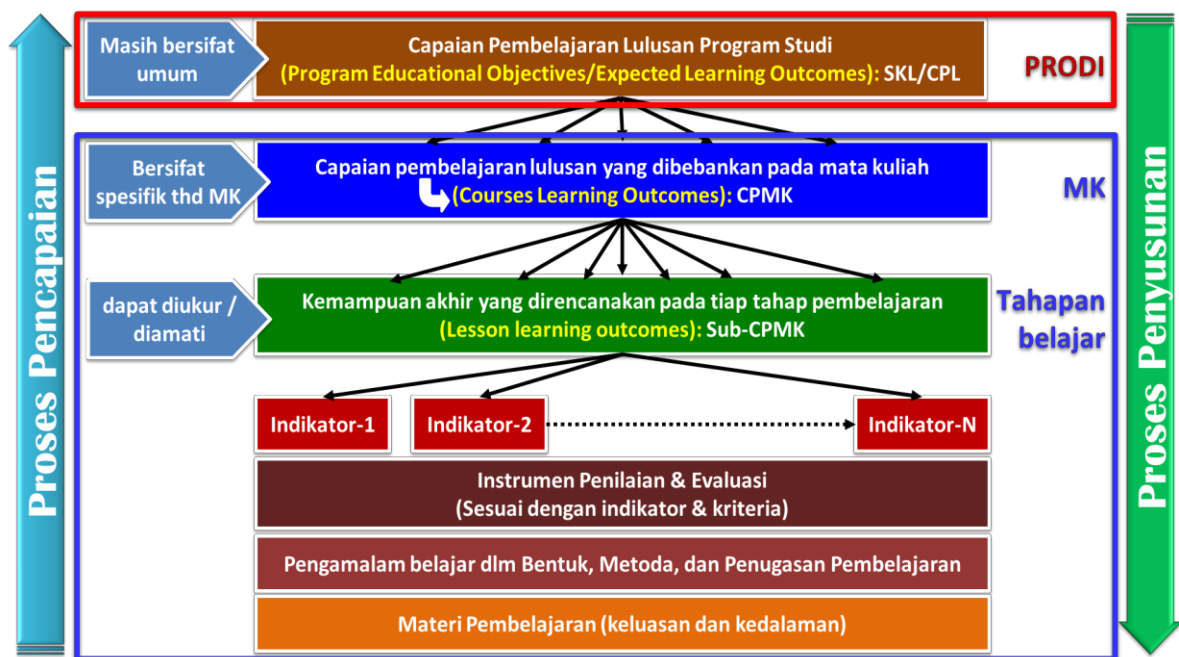 Masih bersifat
umum
Capaian Pembelajaran Lulusan Program Studi
(Program Educational Objectives/Expected Learning Outcomes): SKL/CPL
PRODI
Bersifat
spesifik thd MK
Capaian pembelajaran lulusan yang dibebankan pada mata kuliah
(Courses Learning Outcomes): CPMK
MK
dapat diukur /
diamati
Kemampuan akhir yang direncanakan pada tiap tahap pembelajaran
(Lesson learning outcomes): Sub-CPMK
Tahapan
belajar
Indikator-1
Indikator-2
Indikator-N
Instrumen Penilaian & Evaluasi
(Sesuai dengan indikator & kriteria)
Pengamalam belajar dlm Bentuk, Metoda, dan Penugasan Pembelajaran
Materi Pembelajaran (keluasan dan kedalaman)
Proses Pencapaian
Proses Penyusunan